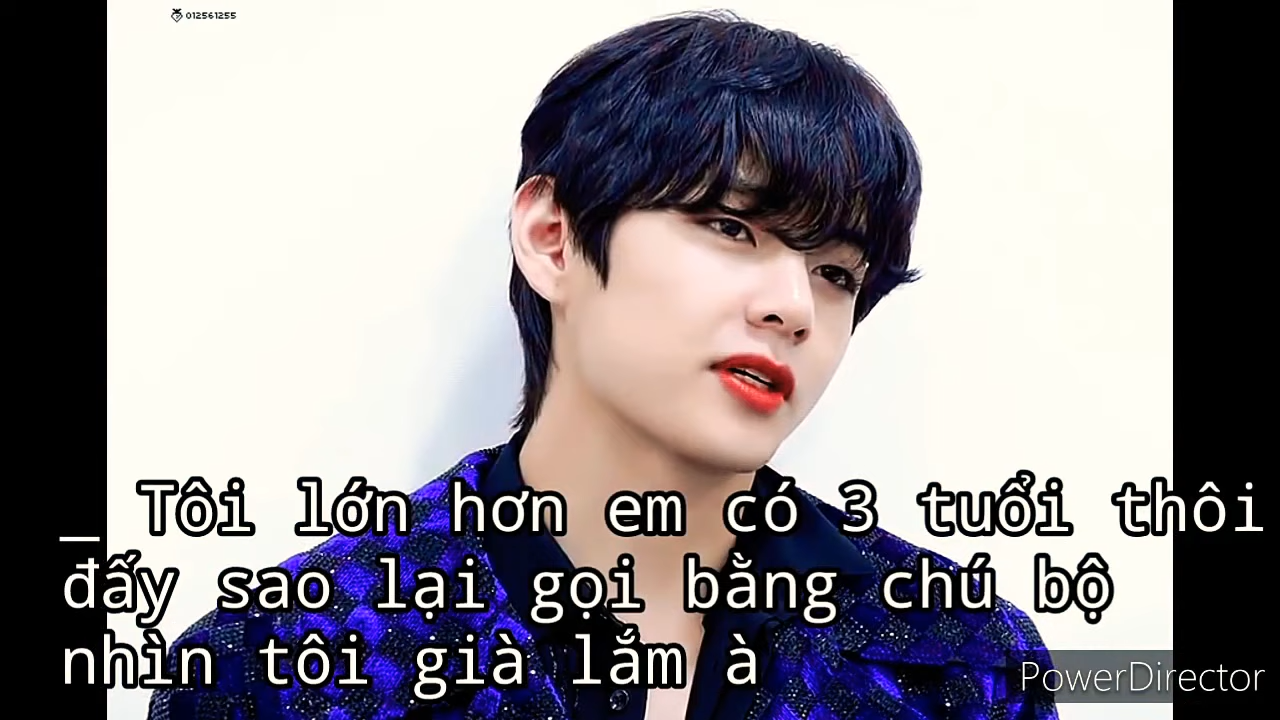 012561255
_ Tôi lớn hơn em có 3 tuổi thôi
đấy sao lại gọi bằng chú bộ
nhìn tôi già lắm à
PowerDirector